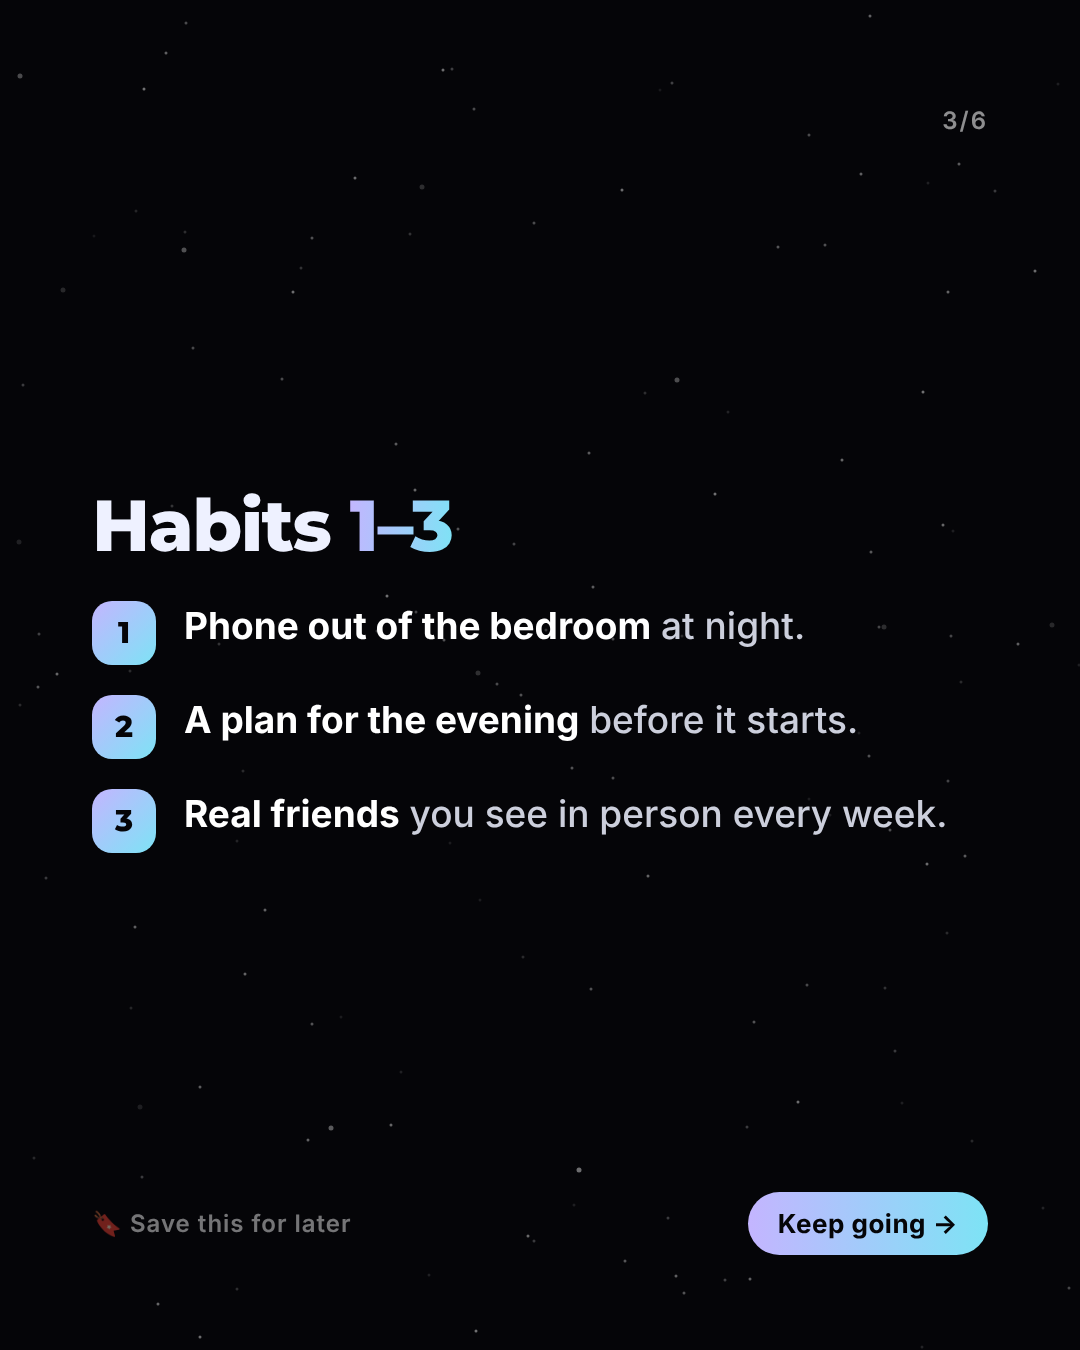 3/6
Habits 1–3
1 Phone out of the bedroom at night.
2 A plan for the evening before it starts.
3 Real friends you see in person every week.
🔖 Save this for later
Keep going →